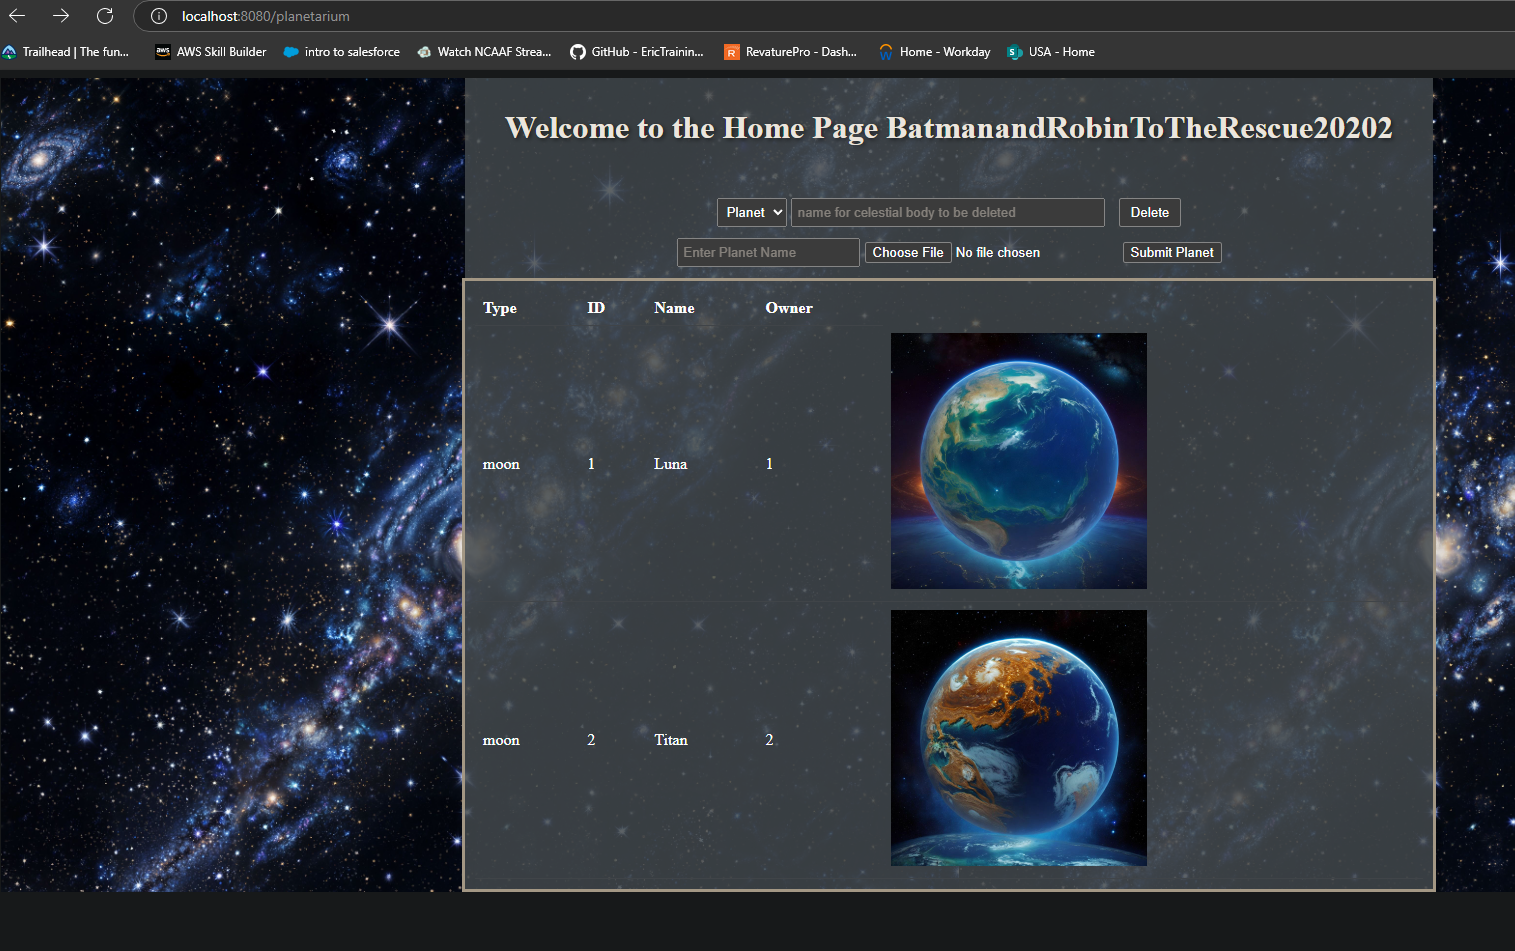 localhost:8080/planetarium
Trailhead | The fun... aws AWS Skill Builder intro to salesforce Watch NCAAF Strea... GitHub - EricTrainin... R RevaturePro - Dash... Home - Workday S USA - Home
Welcome to the Home Page BatmanandRobinToTheRescue20202
Planet name for celestial body to be deleted Delete
Enter Planet Name Choose File No file chosen Submit Planet
Type ID Name Owner
moon 1 Luna 1
moon 2 Titan 2